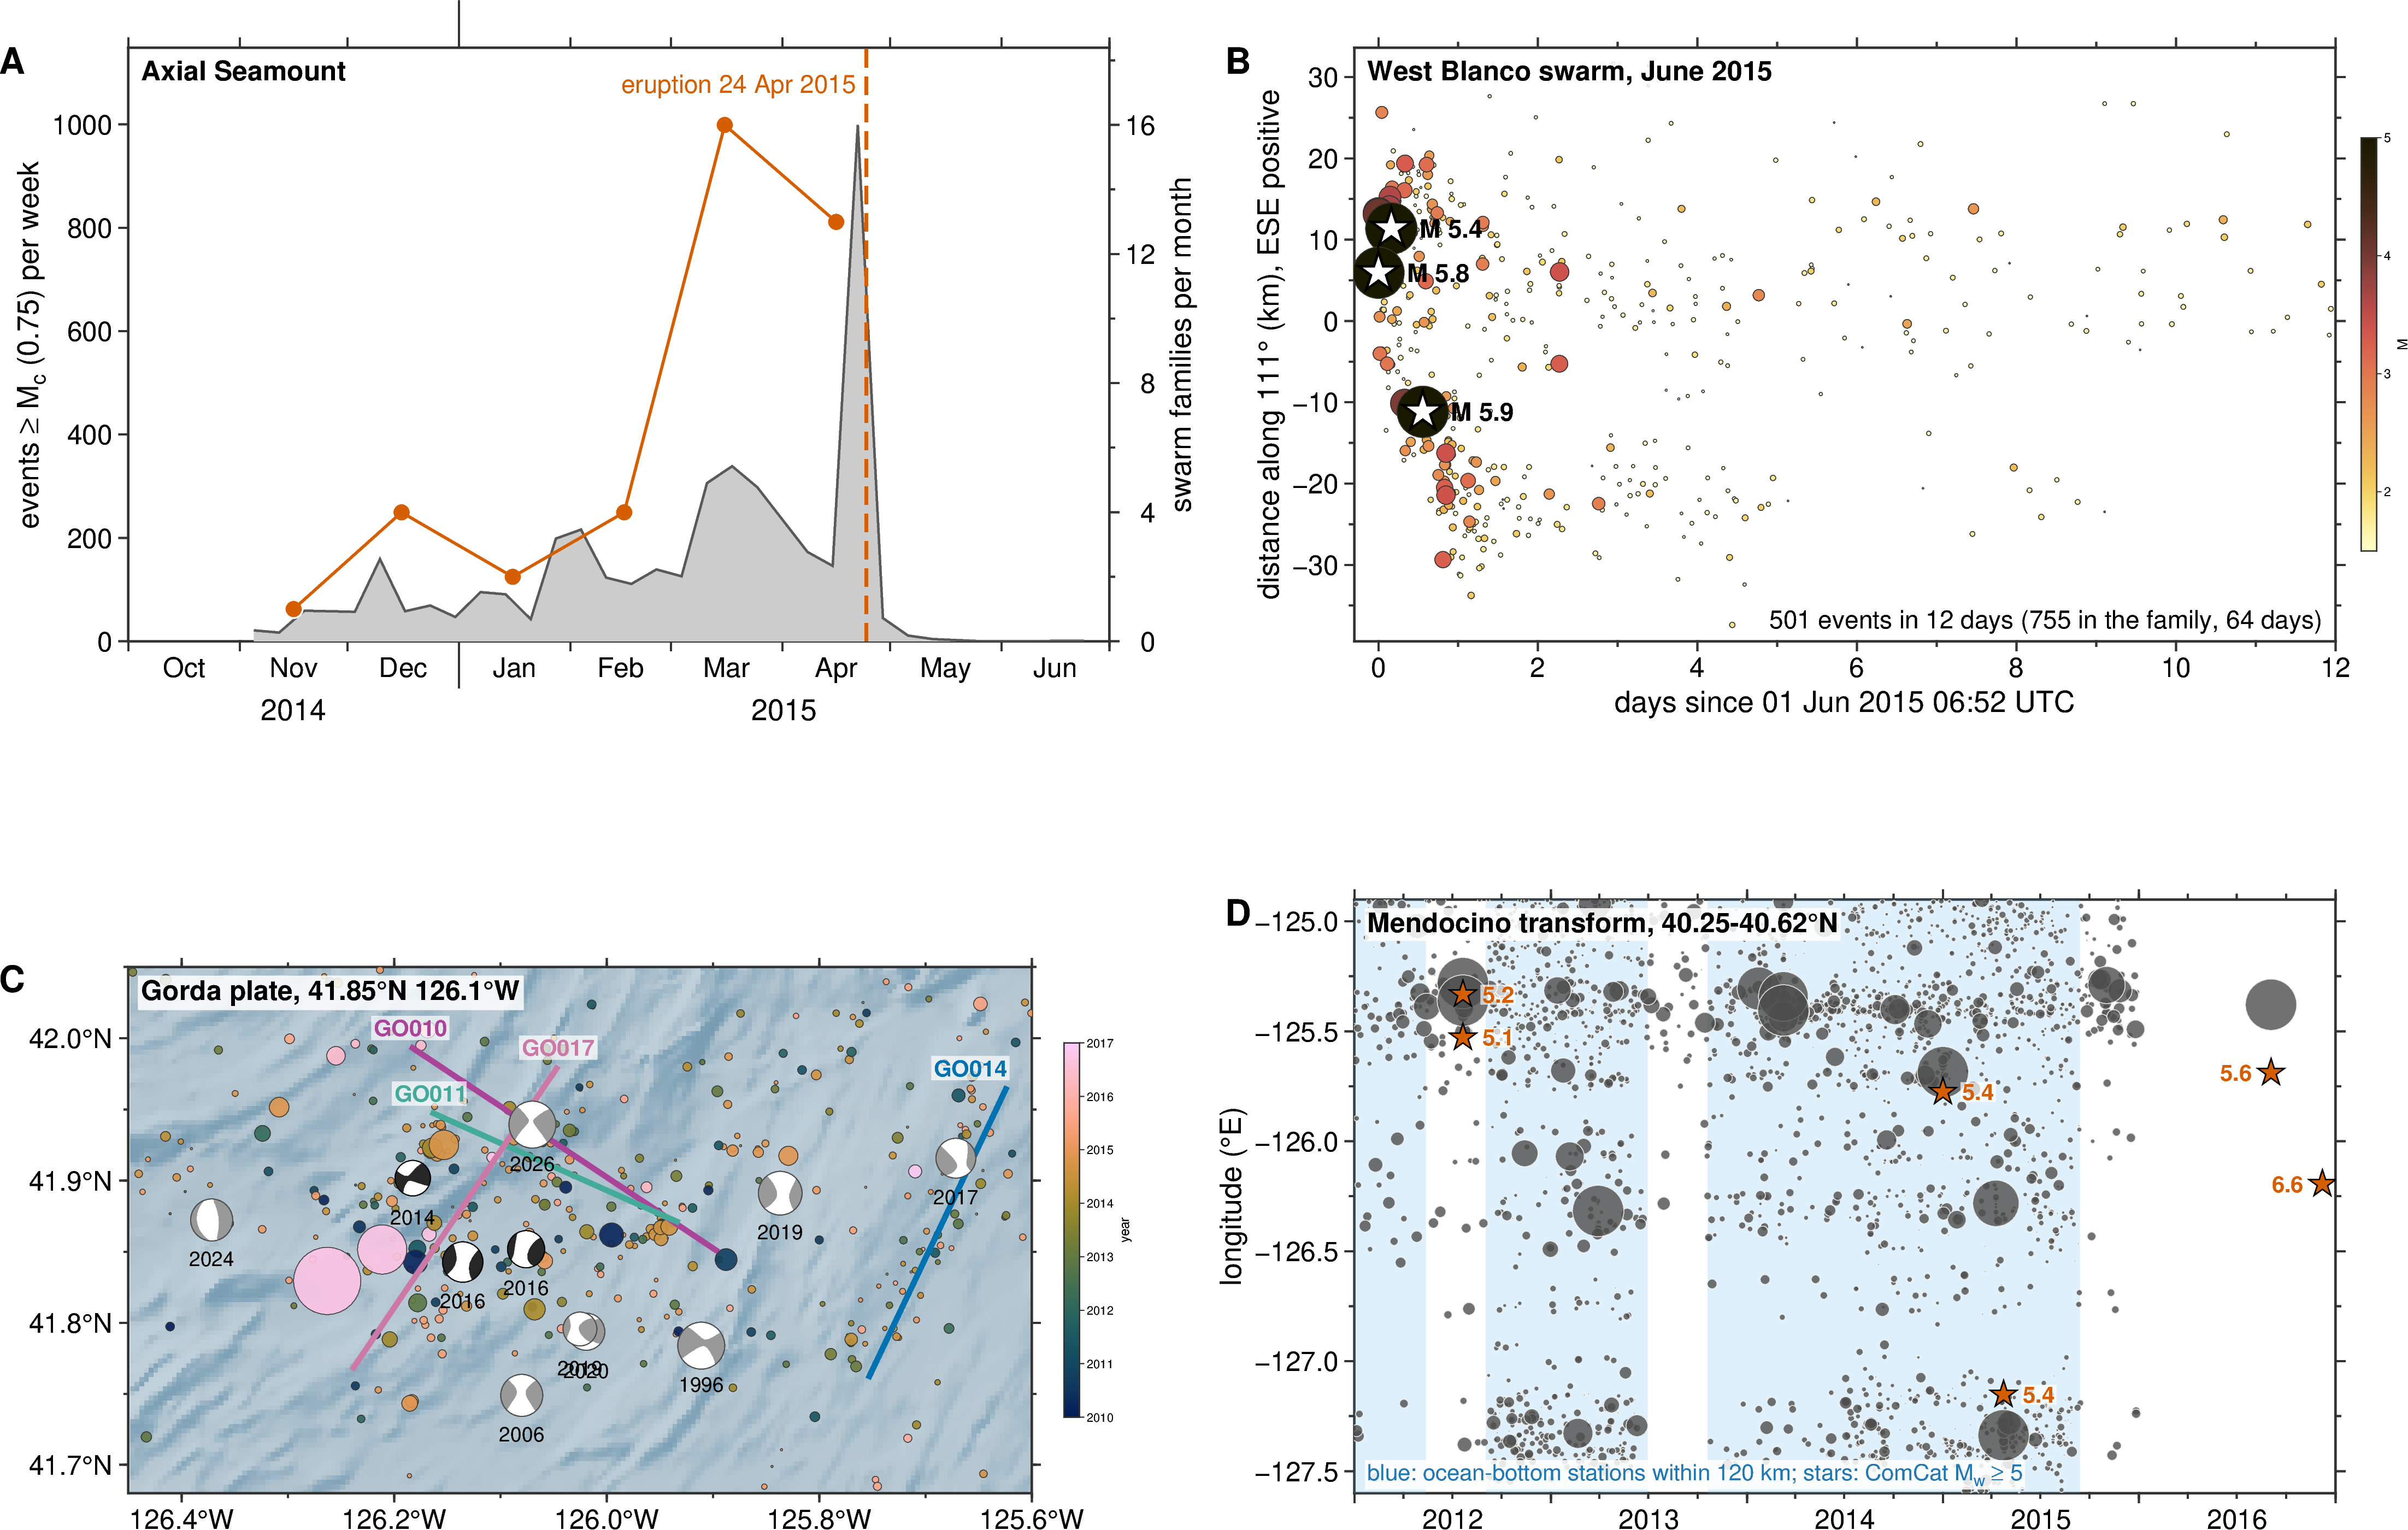 A
Axial Seamount
eruption 24 Apr 2015
events ≥ Mc (0.75) per week
1000
800
600
400
200
0
swarm families per month
16
12
8
4
0
Oct Nov Dec Jan Feb Mar Apr May Jun
2014 2015
B
West Blanco swarm, June 2015
distance along 111° (km), ESE positive
30
20
10
0
−10
−20
−30
M 5.4
M 5.8
M 5.9
501 events in 12 days (755 in the family, 64 days)
0 2 4 6 8 10 12
days since 01 Jun 2015 06:52 UTC
5
4
3
2
M
C
Gorda plate, 41.85°N 126.1°W
GO010
GO017
GO011
GO014
2026
2014
2017
2024
2019
2016
2016
2019
2020
1996
2006
42.0°N
41.9°N
41.8°N
41.7°N
126.4°W 126.2°W 126.0°W 125.8°W 125.6°W
2017
2016
2015
2014
2013
2012
2011
2010
year
D
Mendocino transform, 40.25-40.62°N
longitude (°E)
−125.0
−125.5
−126.0
−126.5
−127.0
−127.5
5.2
5.1
5.4
5.6
6.6
5.4
blue: ocean-bottom stations within 120 km; stars: ComCat Mw ≥ 5
2012 2013 2014 2015 2016